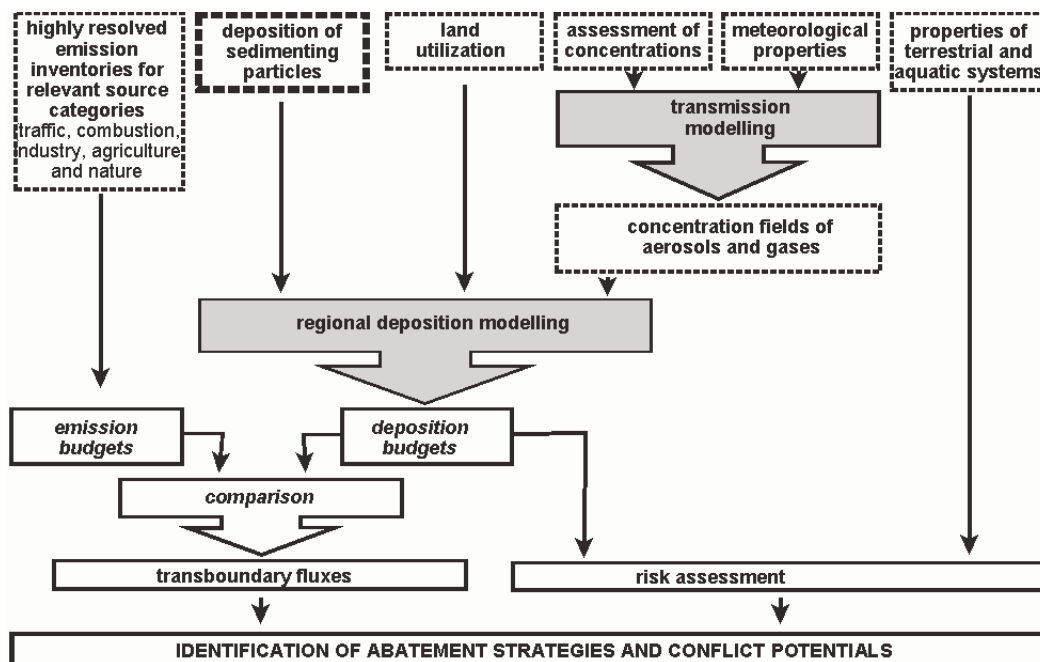 highly resolved
emission
inventories for
relevant source
categories
traffic, combustion,
industry, agriculture
and nature
deposition of
sedimenting
particles
land
utilization
assessment of
concentrations
meteorological
properties
properties of
terrestrial and
aquatic systems
transmission
modelling
concentration fields of
aerosols and gases
regional deposition modelling
emission
budgets
deposition
budgets
comparison
transboundary fluxes
risk assessment
IDENTIFICATION OF ABATEMENT STRATEGIES AND CONFLICT POTENTIALS